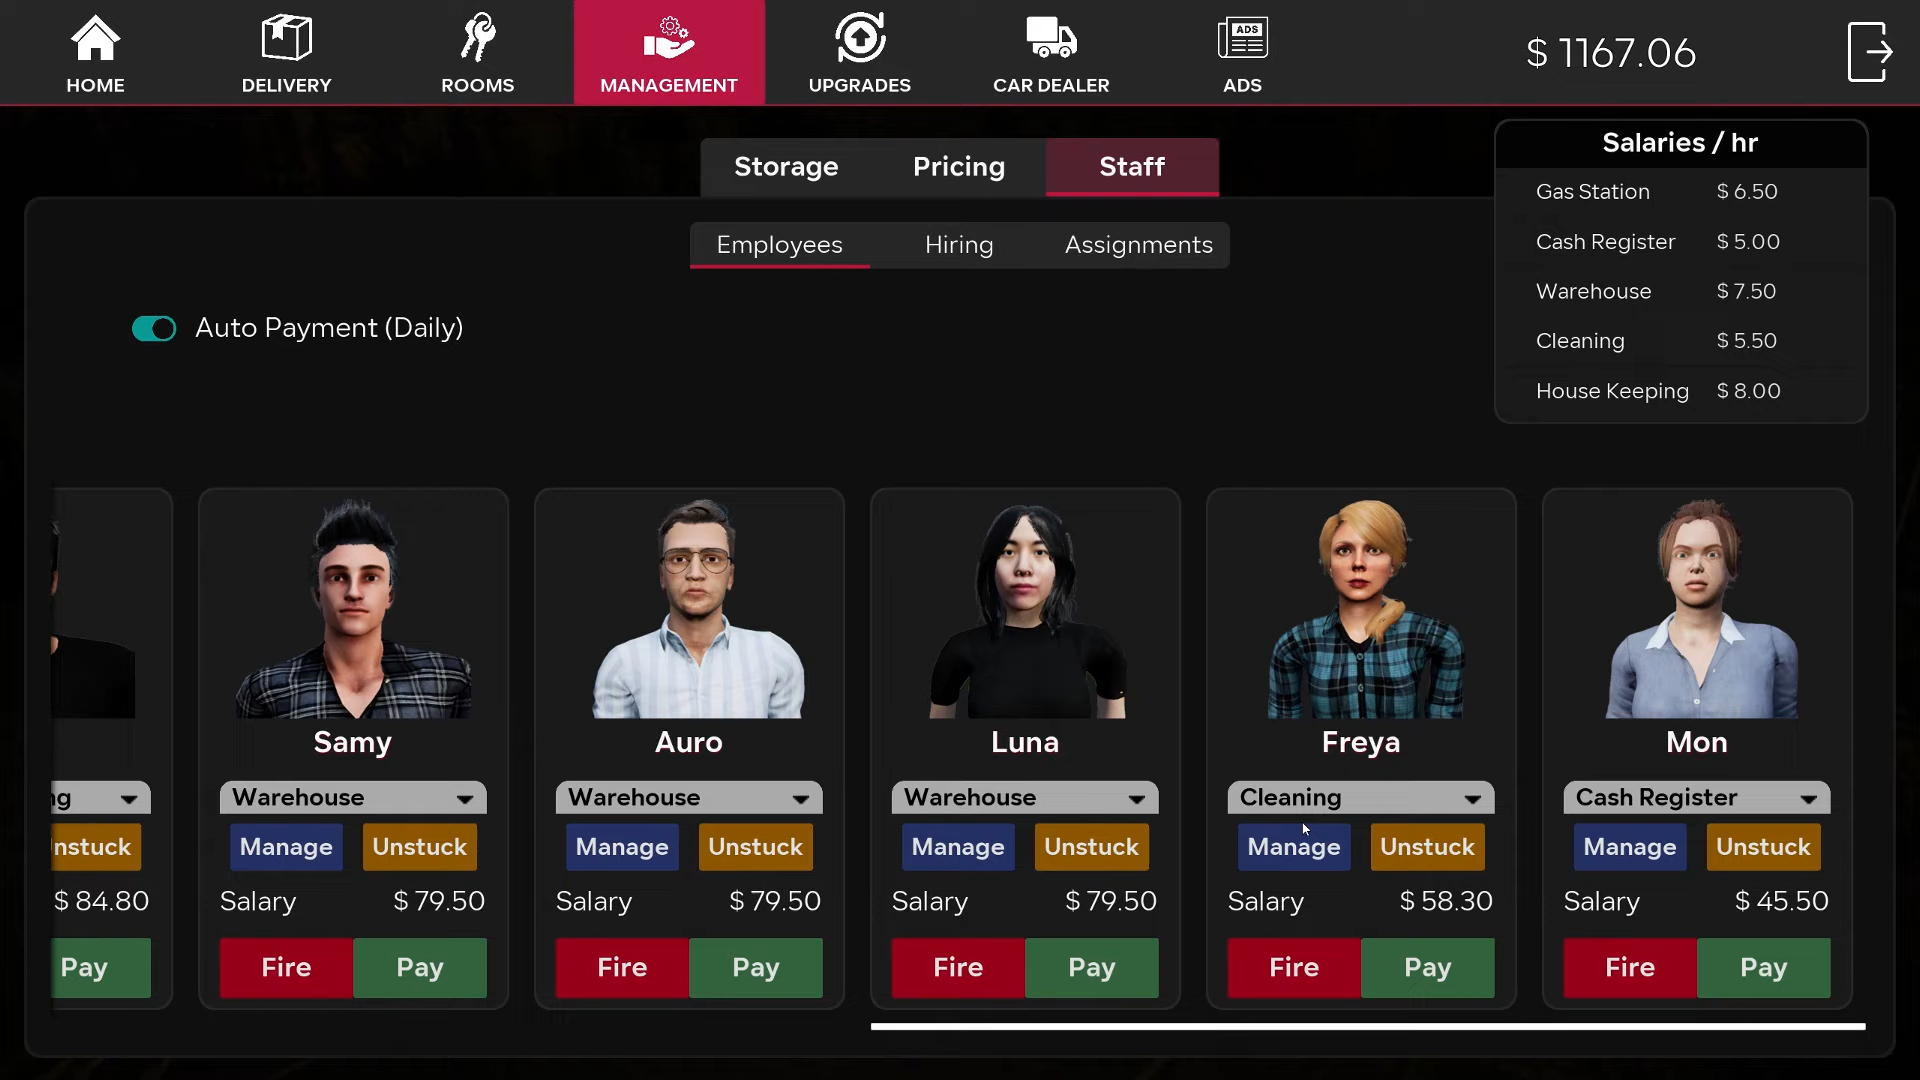 HOME
DELIVERY
ROOMS
MANAGEMENT
UPGRADES
CAR DEALER
ADS
ADS
$ 1167.06
Storage
Pricing
Staff
Salaries / hr
Gas Station $ 6.50
Cash Register $ 5.00
Warehouse $ 7.50
Cleaning $ 5.50
House Keeping $ 8.00
Employees
Hiring
Assignments
Auto Payment (Daily)
ng
nstuck
$ 84.80
Pay
Samy
Warehouse
Manage Unstuck
Salary $ 79.50
Fire Pay
Auro
Warehouse
Manage Unstuck
Salary $ 79.50
Fire Pay
Luna
Warehouse
Manage Unstuck
Salary $ 79.50
Fire Pay
Freya
Cleaning
Manage Unstuck
Salary $ 58.30
Fire Pay
Mon
Cash Register
Manage Unstuck
Salary $ 45.50
Fire Pay